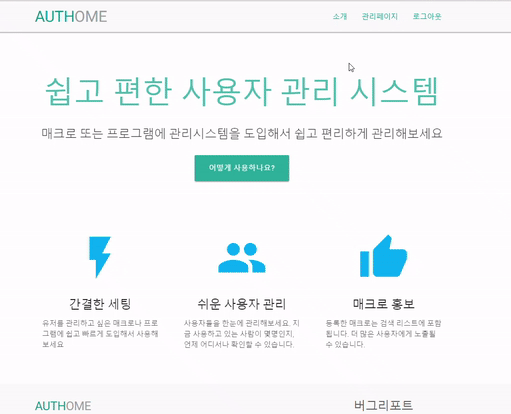 AUTHOME
소개 관리페이지 로그아웃
쉽고 편한 사용자 관리 시스템
매크로 또는 프로그램에 관리시스템을 도입해서 쉽고 편리하게 관리해보세요
어떻게 사용하나요?
간결한 세팅
유저를 관리하고 싶은 매크로나 프로
그램에 쉽고 빠르게 도입해서 사용해
보세요
쉬운 사용자 관리
사용자들을 한눈에 관리해보세요. 지
금 사용하고 있는 사람이 몇명인지,
언제 어디서나 확인할 수 있습니다.
매크로 홍보
등록한 매크로는 검색 리스트에 포함
됩니다. 더 많은 사용자에게 노출될
수 있습니다.
AUTHOME
버그리포트